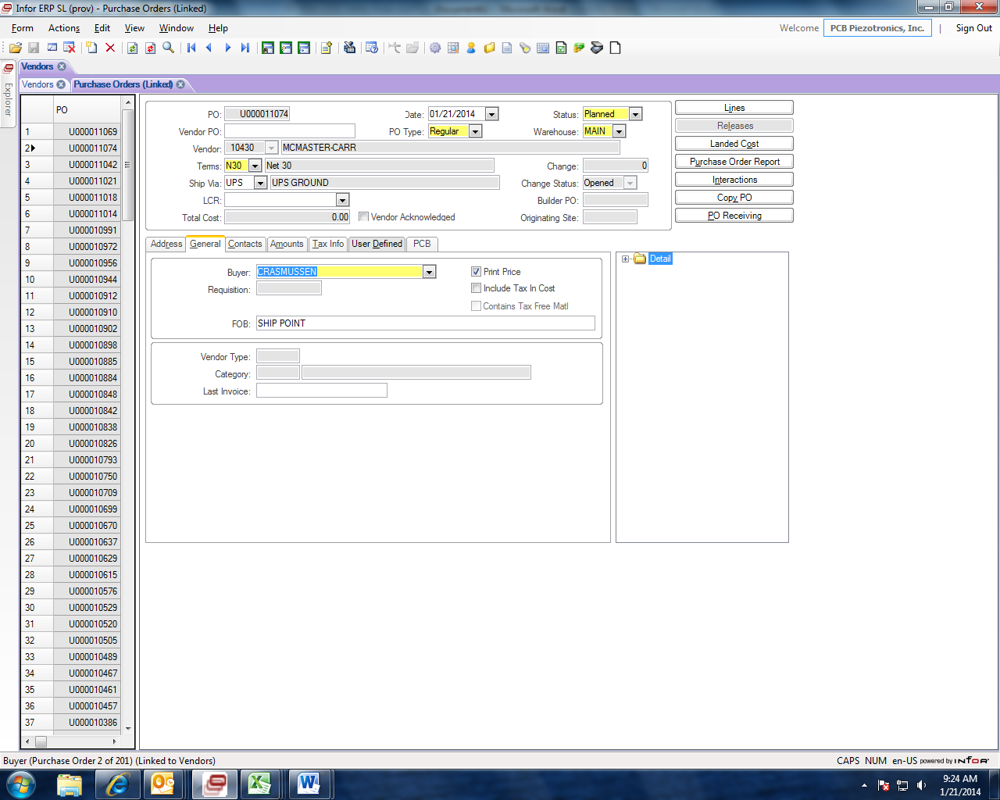 Infor ERP SL (prov) - Purchase Orders (Linked)
Form Actions Edit View Window Help
Welcome PCB Piezotronics, Inc. | Sign Out
Vendors
Vendors Purchase Orders (Linked)
Explorer
PO
1 U000011069
2 U000011074
3 U000011042
4 U000011021
5 U000011018
6 U000011014
7 U000010991
8 U000010972
9 U000010956
10 U000010944
11 U000010912
12 U000010910
13 U000010902
14 U000010898
15 U000010885
16 U000010884
17 U000010848
18 U000010842
19 U000010838
20 U000010826
21 U000010793
22 U000010750
23 U000010709
24 U000010699
25 U000010670
26 U000010637
27 U000010629
28 U000010615
29 U000010576
30 U000010529
31 U000010520
32 U000010505
33 U000010489
34 U000010467
35 U000010461
36 U000010457
37 U000010386
PO: U000011074 Date: 01/21/2014 Status: Planned
Vendor PO: PO Type: Regular Warehouse: MAIN
Vendor: 10430 MCMASTER-CARR
Terms: N30 Net 30 Change: 0
Ship Via: UPS UPS GROUND Change Status: Opened
LCR: Builder PO:
Total Cost: 0.00 Vendor Acknowledged Originating Site:
Lines
Releases
Landed Cost
Purchase Order Report
Interactions
Copy PO
PO Receiving
Address General Contacts Amounts Tax Info User Defined PCB
Buyer: CRASMUSSEN Print Price
Requisition: Include Tax In Cost
Contains Tax Free Matl
FOB: SHIP POINT
Vendor Type:
Category:
Last Invoice:
Detail
Buyer (Purchase Order 2 of 201) (Linked to Vendors)
CAPS NUM en-US powered by INFOR
9:24 AM
1/21/2014